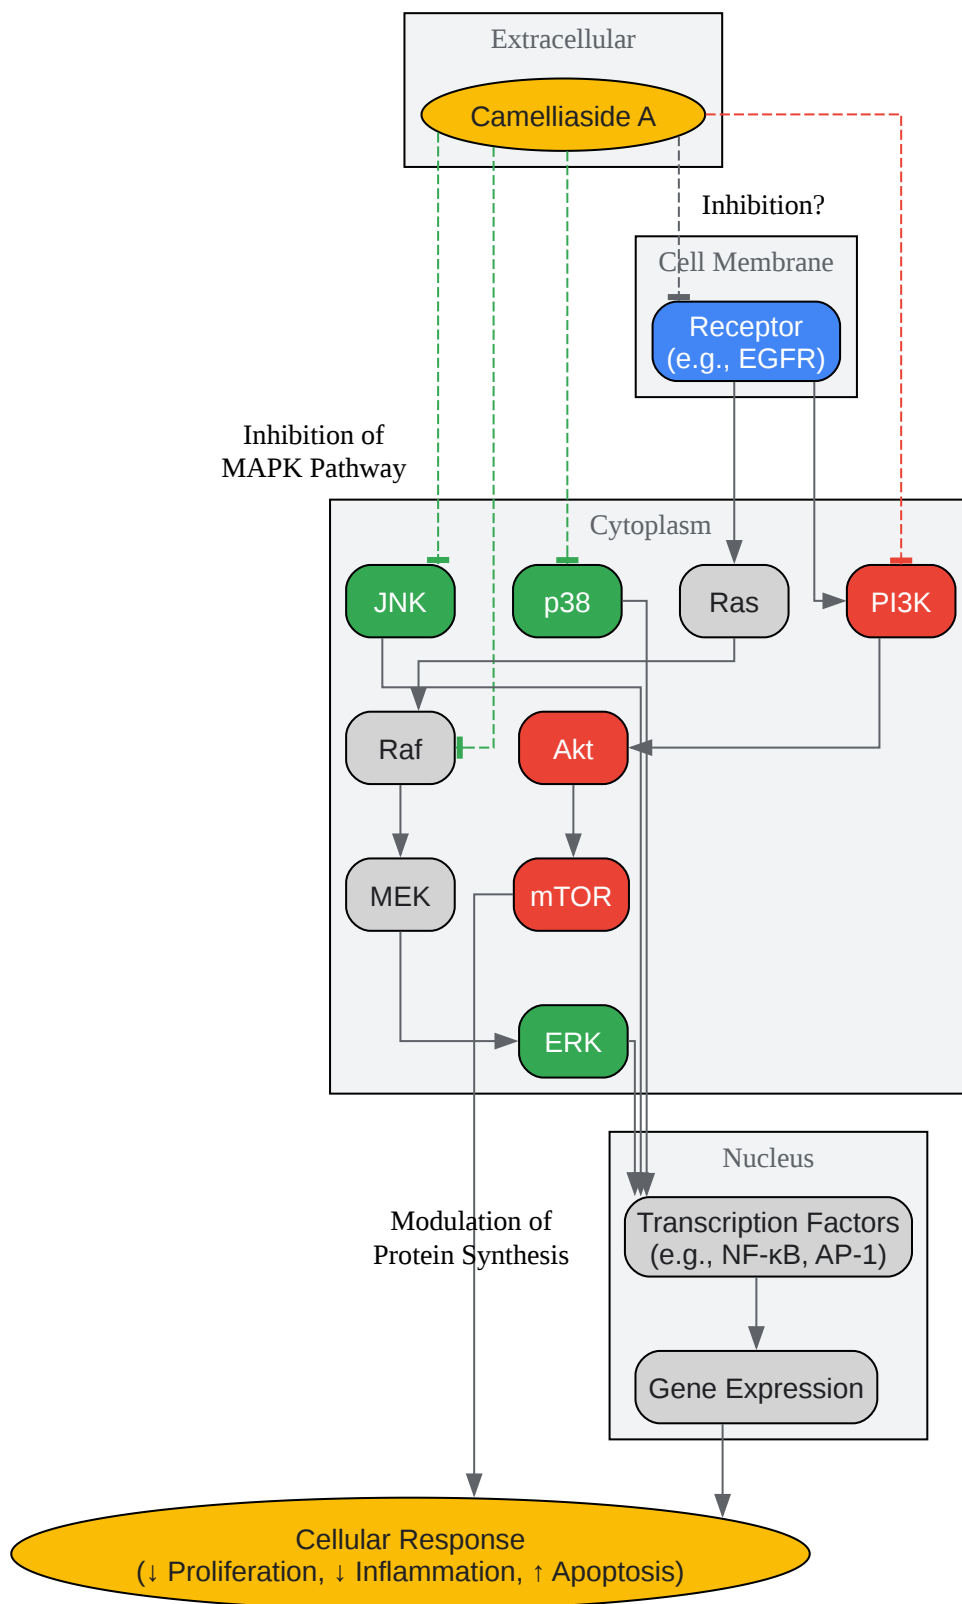 Extracellular
Camelliaside A
Inhibition?
Cell Membrane
Receptor
(e.g., EGFR)
Inhibition of
MAPK Pathway
Cytoplasm
JNK
p38
Ras
PI3K
Raf
Akt
MEK
mTOR
ERK
Nucleus
Modulation of
Protein Synthesis
Transcription Factors
(e.g., NF-κB, AP-1)
Gene Expression
Cellular Response
(↓ Proliferation, ↓ Inflammation, ↑ Apoptosis)